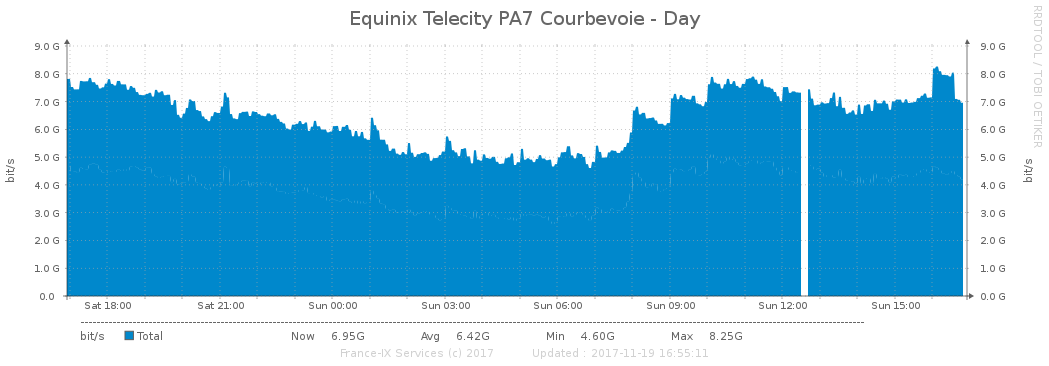 Equinix Telecity PA7 Courbevoie - Day
RRDTOOL / TOBI OETIKER
bit/s
bit/s
9.0 G 9.0 G
8.0 G 8.0 G
7.0 G 7.0 G
6.0 G 6.0 G
5.0 G 5.0 G
4.0 G 4.0 G
3.0 G 3.0 G
2.0 G 2.0 G
1.0 G 1.0 G
0.0 0.0 G
Sat 18:00 Sat 21:00 Sun 00:00 Sun 03:00 Sun 06:00 Sun 09:00 Sun 12:00 Sun 15:00
bit/s Total Now 6.95G Avg 6.42G Min 4.60G Max 8.25G
France-IX Services (c) 2017 Updated : 2017-11-19 16:55:11